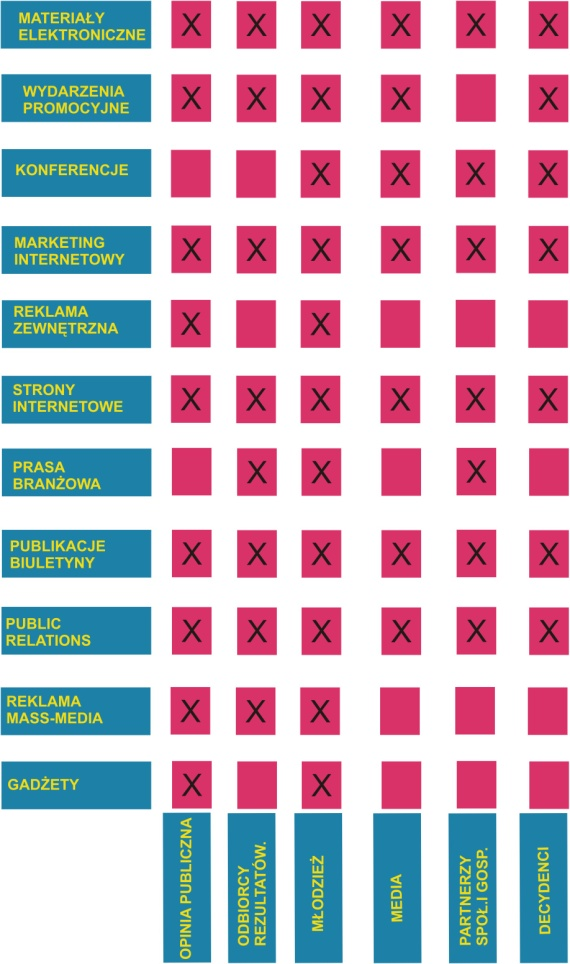 MATERIAŁY
ELEKTRONICZNE
X X X X X X
WYDARZENIA
PROMOCYJNE
X X X X X
KONFERENCJE
X X X X
MARKETING
INTERNETOWY
X X X X X X
REKLAMA
ZEWNĘTRZNA
X X
STRONY
INTERNETOWE
X X X X X X
PRASA
BRANŻOWA
X X X
PUBLIKACJE
BIULETYNY
X X X X X X
PUBLIC
RELATIONS
X X X X X X
REKLAMA
MASS-MEDIA
X X X
GADŻETY
X X
OPINIA PUBLICZNA
ODBIORCY
REZULTATÓW.
MŁODZIEŻ
MEDIA
PARTNERZY
SPOŁ.I GOSP.
DECYDENCI